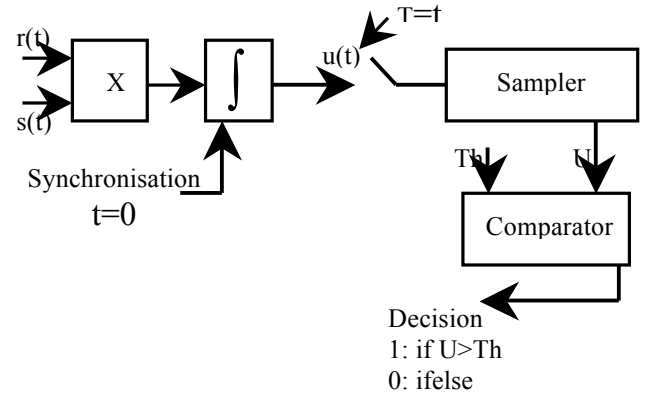 T=t
r(t)
u(t)
X
∫
Sampler
s(t)
Th
U
Synchronisation
t=0
Comparator
Decision
1: if U>Th
0: ifelse